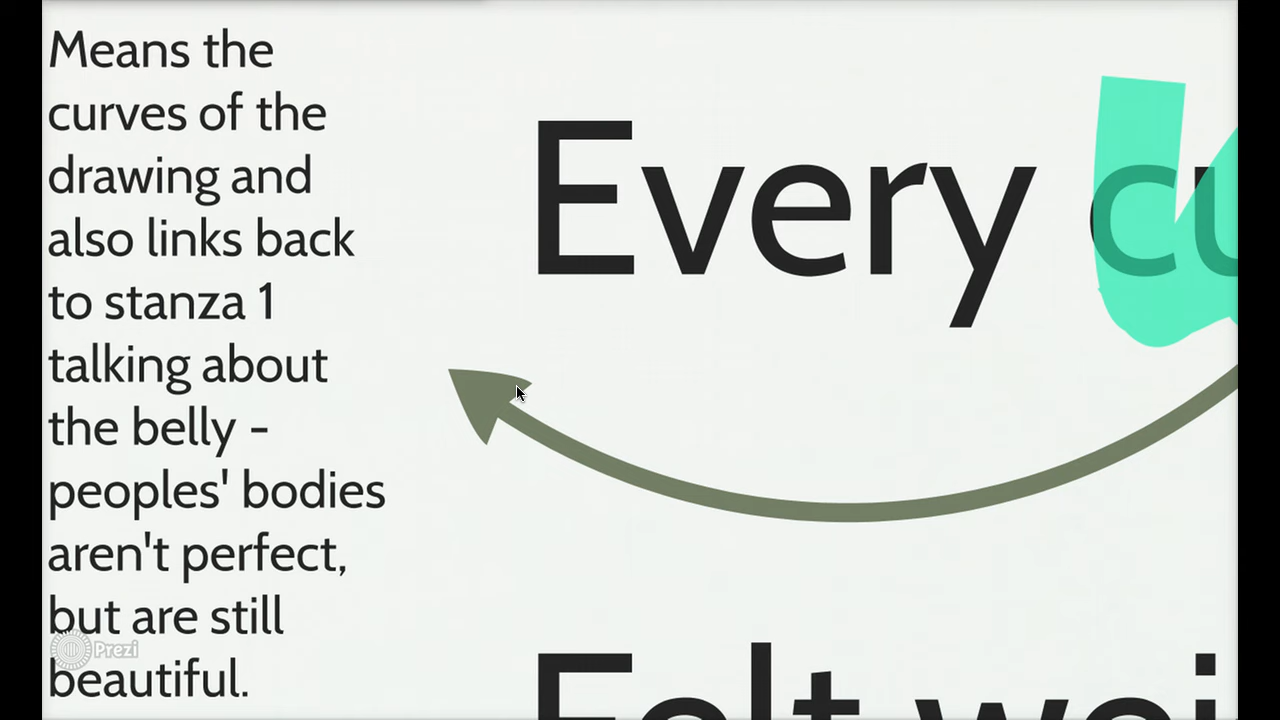 Means the
curves of the
drawing and
also links back
to stanza 1
talking about
the belly -
peoples' bodies
aren't perfect,
but are still
beautiful.
Every
Prezi